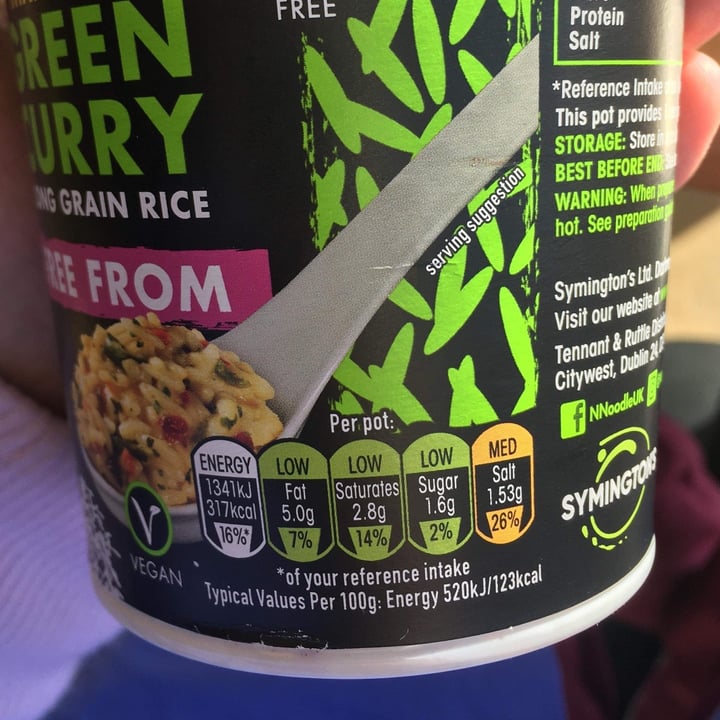 FREE
GREEN
CURRY
LONG GRAIN RICE
FREE FROM
serving suggestion
Per pot:
ENERGY
1341kJ
317kcal
16%*
LOW
Fat
5.0g
7%
LOW
Saturates
2.8g
14%
LOW
Sugar
1.6g
2%
MED
Salt
1.53g
26%
VEGAN
*of your reference intake
Typical Values Per 100g: Energy 520kJ/123kcal
Protein
Salt
*Reference Intake
This pot provides
STORAGE: Store in
BEST BEFORE END:
WARNING: When
hot. See preparation
Symington's Ltd.
Visit our website at
Tennant & Ruttle
Citywest, Dublin 24
f NNoodleUK
SYMINGTON'S